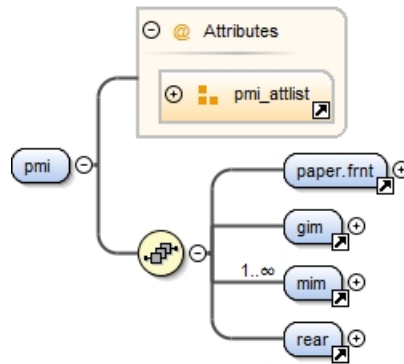 @ Attributes
pmi_attlist
pmi
paper.frnt
gim
1..∞ mim
rear